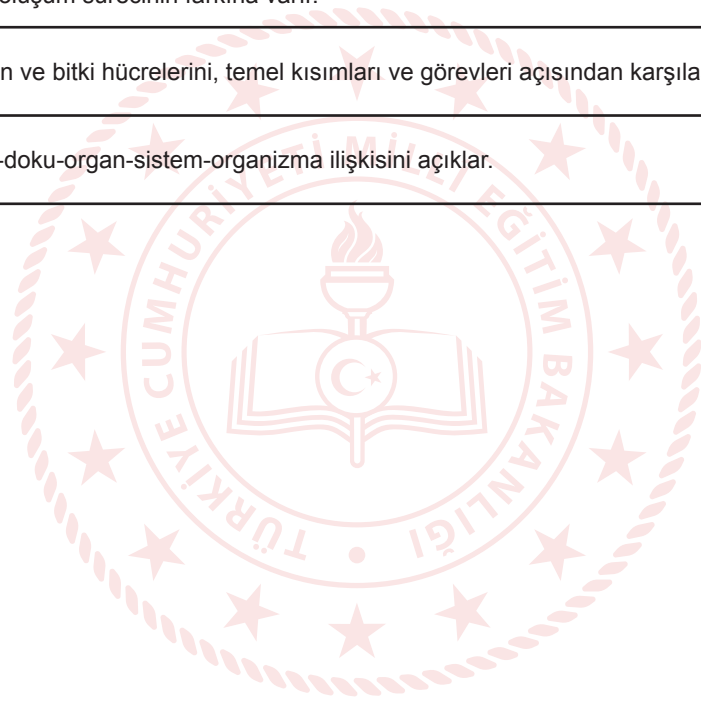 sürecinin farkına varır.
n ve bitki hücrelerini, temel kısımları ve görevleri açısından karşıla
-doku-organ-sistem-organizma ilişkisini açıklar.
TÜRKİYE CUMHURİYETİ MİLLİ EĞİTİM BAKANLIĞI